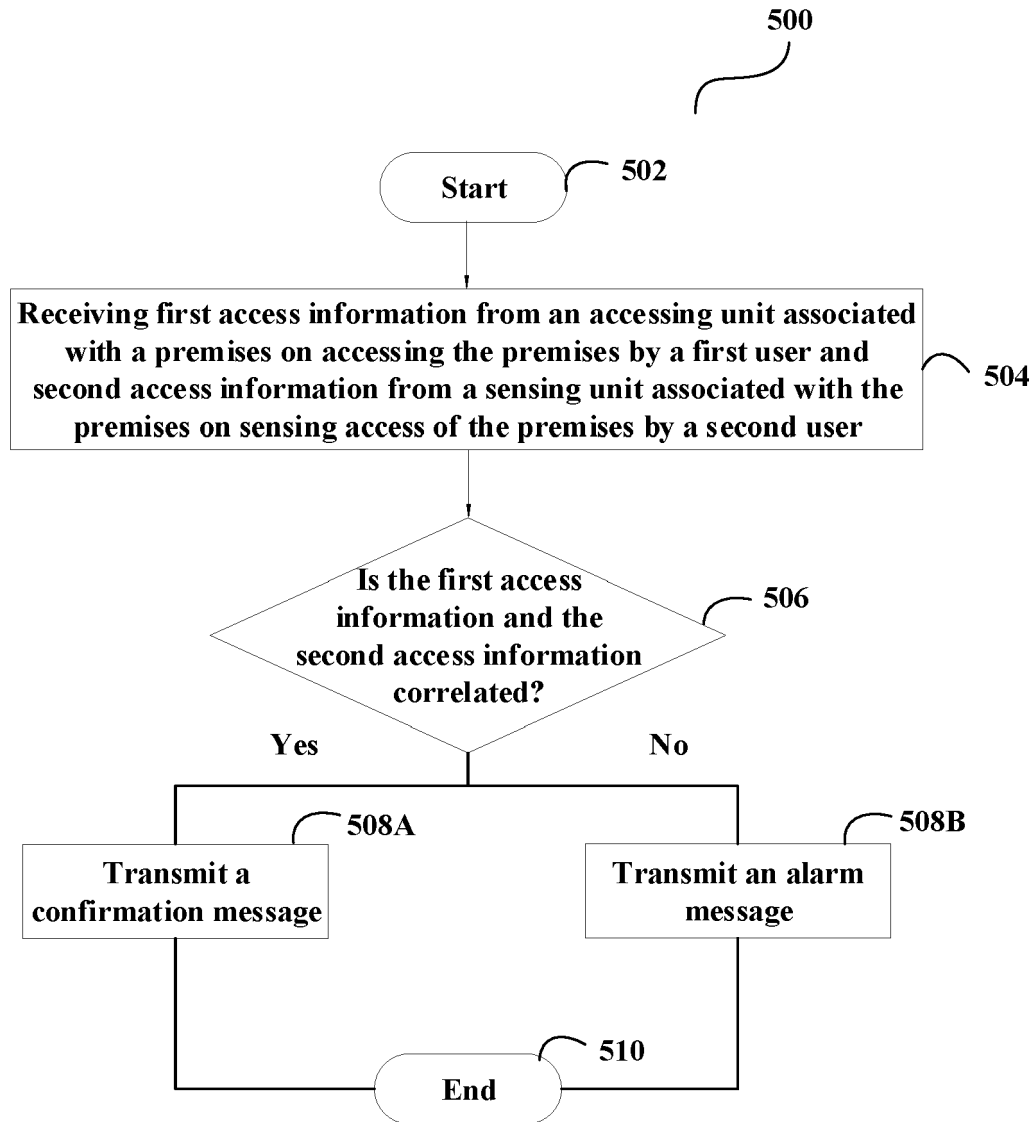 500
Start
502
Receiving first access information from an accessing unit associated
with a premises on accessing the premises by a first user and
second access information from a sensing unit associated with the
premises on sensing access of the premises by a second user
504
Is the first access
information and the
second access information
correlated?
506
Yes
No
508A
508B
Transmit a
confirmation message
Transmit an alarm
message
510
End